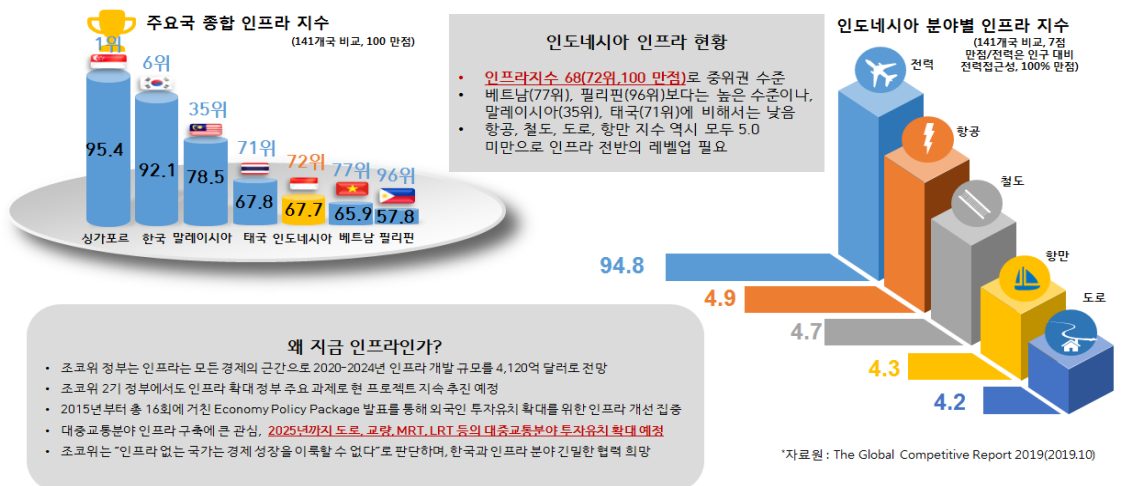 주요국 종합 인프라 지수
(141개국 비교, 100 만점)
1위
6위
35위
71위
72위
77위
96위
95.4
92.1
78.5
67.8
67.7
65.9
57.8
싱가포르
한국
말레이시아
태국
인도네시아
베트남
필리핀
인도네시아 인프라 현황
• 인프라지수 68(72위,100 만점)로 중위권 수준
• 베트남(77위), 필리핀(96위)보다는 높은 수준이나,
말레이시아(35위), 태국(71위)에 비해서는 낮음
• 항공, 철도, 도로, 항만 지수 역시 모두 5.0
미만으로 인프라 전반의 레벨업 필요
인도네시아 분야별 인프라 지수
(141개국 비교, 7점
만점/전력은 인구 대비
전력접근성, 100% 만점)
전력
항공
철도
항만
도로
94.8
4.9
4.7
4.3
4.2
왜 지금 인프라인가?
• 조코위 정부는 인프라는 모든 경제의 근간으로 2020-2024년 인프라 개발 규모를 4,120억 달러로 전망
• 조코위 2기 정부에서도 인프라 확대 정부 주요 과제로 현 프로젝트 지속 추진 예정
• 2015년부터 총 16회에 거친 Economy Policy Package 발표를 통해 외국인 투자유치 확대를 위한 인프라 개선 집중
• 대중교통분야 인프라 구축에 큰 관심, 2025년까지 도로, 교량, MRT, LRT 등의 대중교통분야 투자유치 확대 예정
• 조코위는 “인프라 없는 국가는 경제 성장을 이룩할 수 없다”로 판단하며, 한국과 인프라 분야 긴밀한 협력 희망
*자료원 : The Global Competitive Report 2019(2019.10)